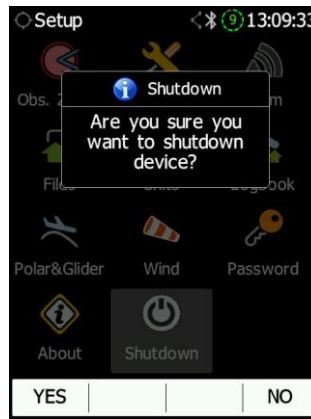 Setup
9
13:09:33
Obs.
Shutdown
Are you sure you
want to shutdown
device?
Files
Units
Logbook
Polar&Glider
Wind
Password
About
Shutdown
YES
NO